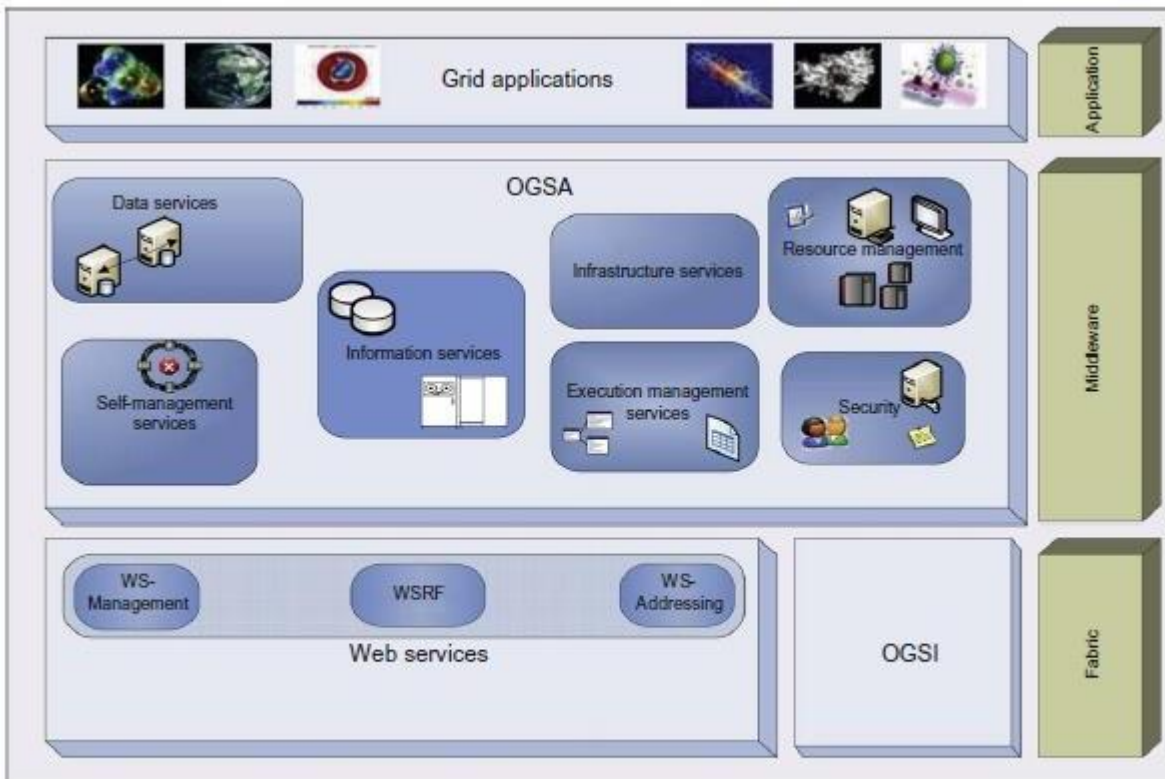 Grid applications
Application
OGSA
Data services
Infrastructure services
Resource management
Information services
Self-management
services
Execution management
services
Security
Middleware
WS-
Management
WSRF
WS-
Addressing
Web services
OGSI
Fabric